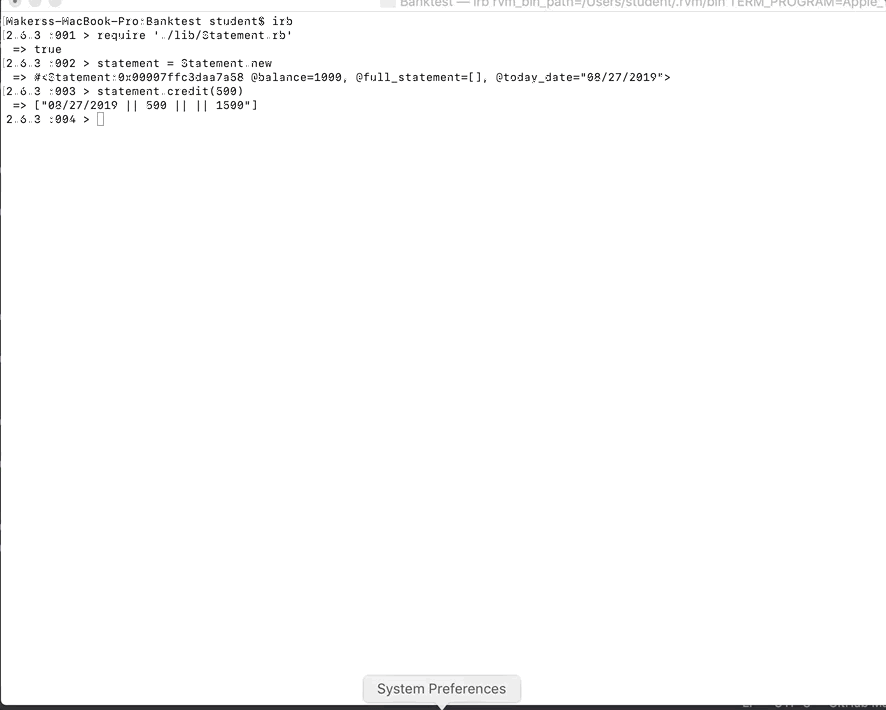 Banktest — irb rvm_bin_path=/Users/student/.rvm/bin TERM_PROGRAM=Apple_
[Makerss-MacBook-Pro:Banktest student$ irb
[2.6.3 :001 > require './lib/Statement.rb'
 => true
[2.6.3 :002 > statement = Statement.new
 => #<Statement:0x00007ffc3daa7a58 @balance=1000, @full_statement=[], @today_date="08/27/2019">
[2.6.3 :003 > statement.credit(500)
 => ["08/27/2019 || 500 || || 1500"]
2.6.3 :004 >
System Preferences